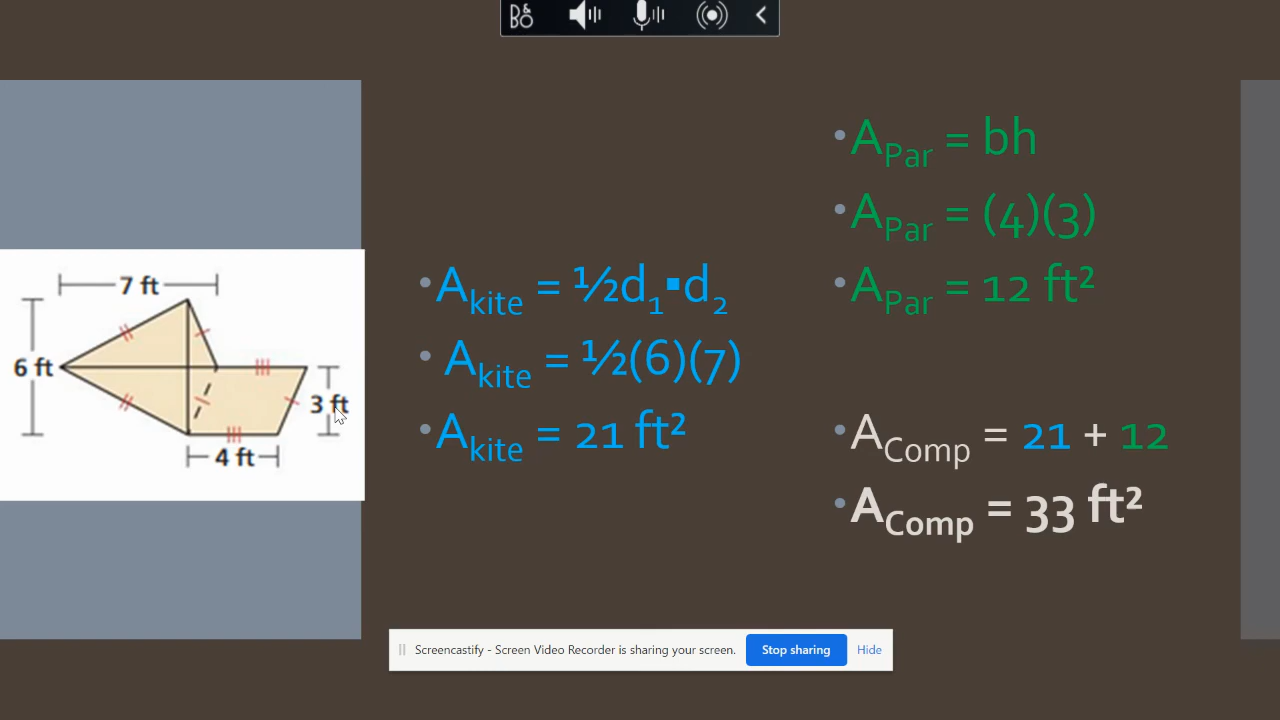 B&O
7 ft
6 ft
3 ft
4 ft
•A_kite = ½d₁▪d₂
• A_kite = ½(6)(7)
•A_kite = 21 ft²
•A_Par = bh
•A_Par = (4)(3)
•A_Par = 12 ft²
•A_Comp = 21 + 12
•A_Comp = 33 ft²
Screencastify - Screen Video Recorder is sharing your screen. Stop sharing Hide